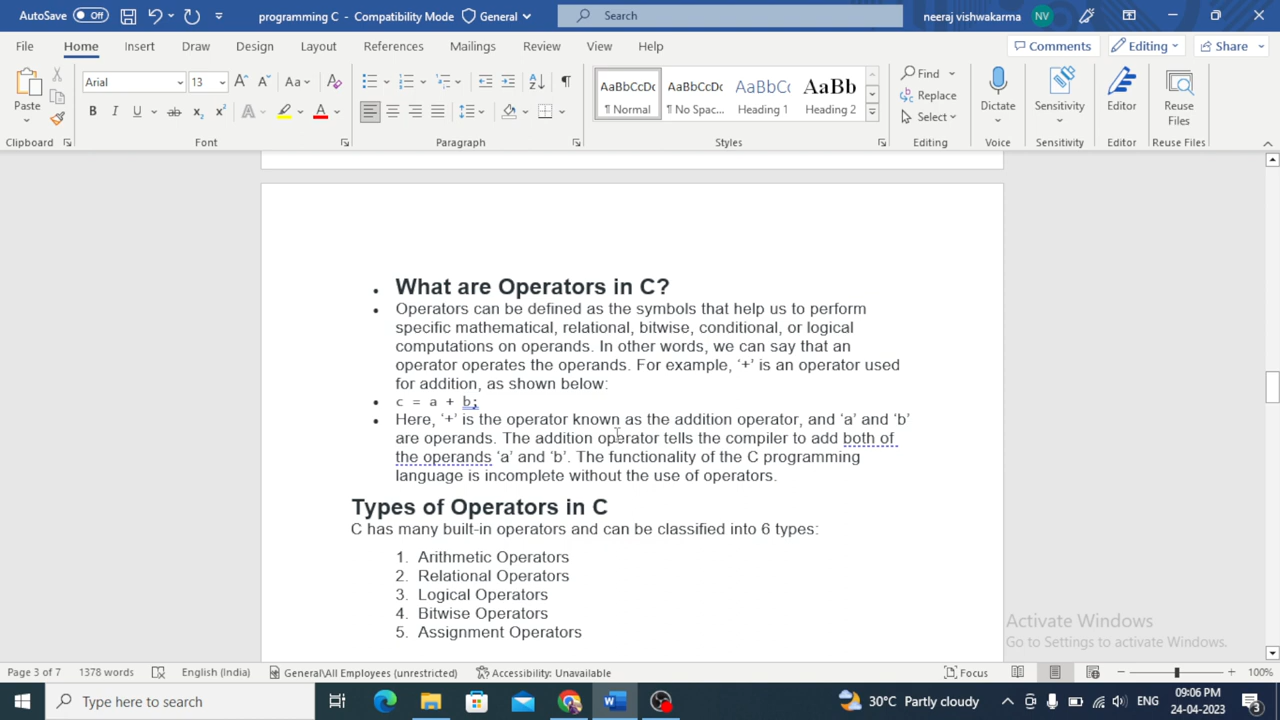 AutoSave Off programming C - Compatibility Mode General Search neeraj vishwakarma NV
File Home Insert Draw Design Layout References Mailings Review View Help Comments Editing Share
Paste Arial 13 Aa AaBbCcDc AaBbCcDc AaBbCc AaBb Find Replace Select Dictate Sensitivity Editor Reuse Files
¶ Normal ¶ No Spac... Heading 1 Heading 2
Clipboard Font Paragraph Styles Editing Voice Sensitivity Editor Reuse Files
• What are Operators in C?
• Operators can be defined as the symbols that help us to perform
specific mathematical, relational, bitwise, conditional, or logical
computations on operands. In other words, we can say that an
operator operates the operands. For example, ‘+’ is an operator used
for addition, as shown below:
• c = a + b;
• Here, ‘+’ is the operator known as the addition operator, and ‘a’ and ‘b’
are operands. The addition operator tells the compiler to add both of
the operands ‘a’ and ‘b’. The functionality of the C programming
language is incomplete without the use of operators.
Types of Operators in C
C has many built-in operators and can be classified into 6 types:
1. Arithmetic Operators
2. Relational Operators
3. Logical Operators
4. Bitwise Operators
5. Assignment Operators
Activate Windows
Go to Settings to activate Windows.
Page 3 of 7 1378 words English (India) General\All Employees (unrestricted) Accessibility: Unavailable Focus 100%
Type here to search 30°C Partly cloudy ENG 09:06 PM
24-04-2023 3